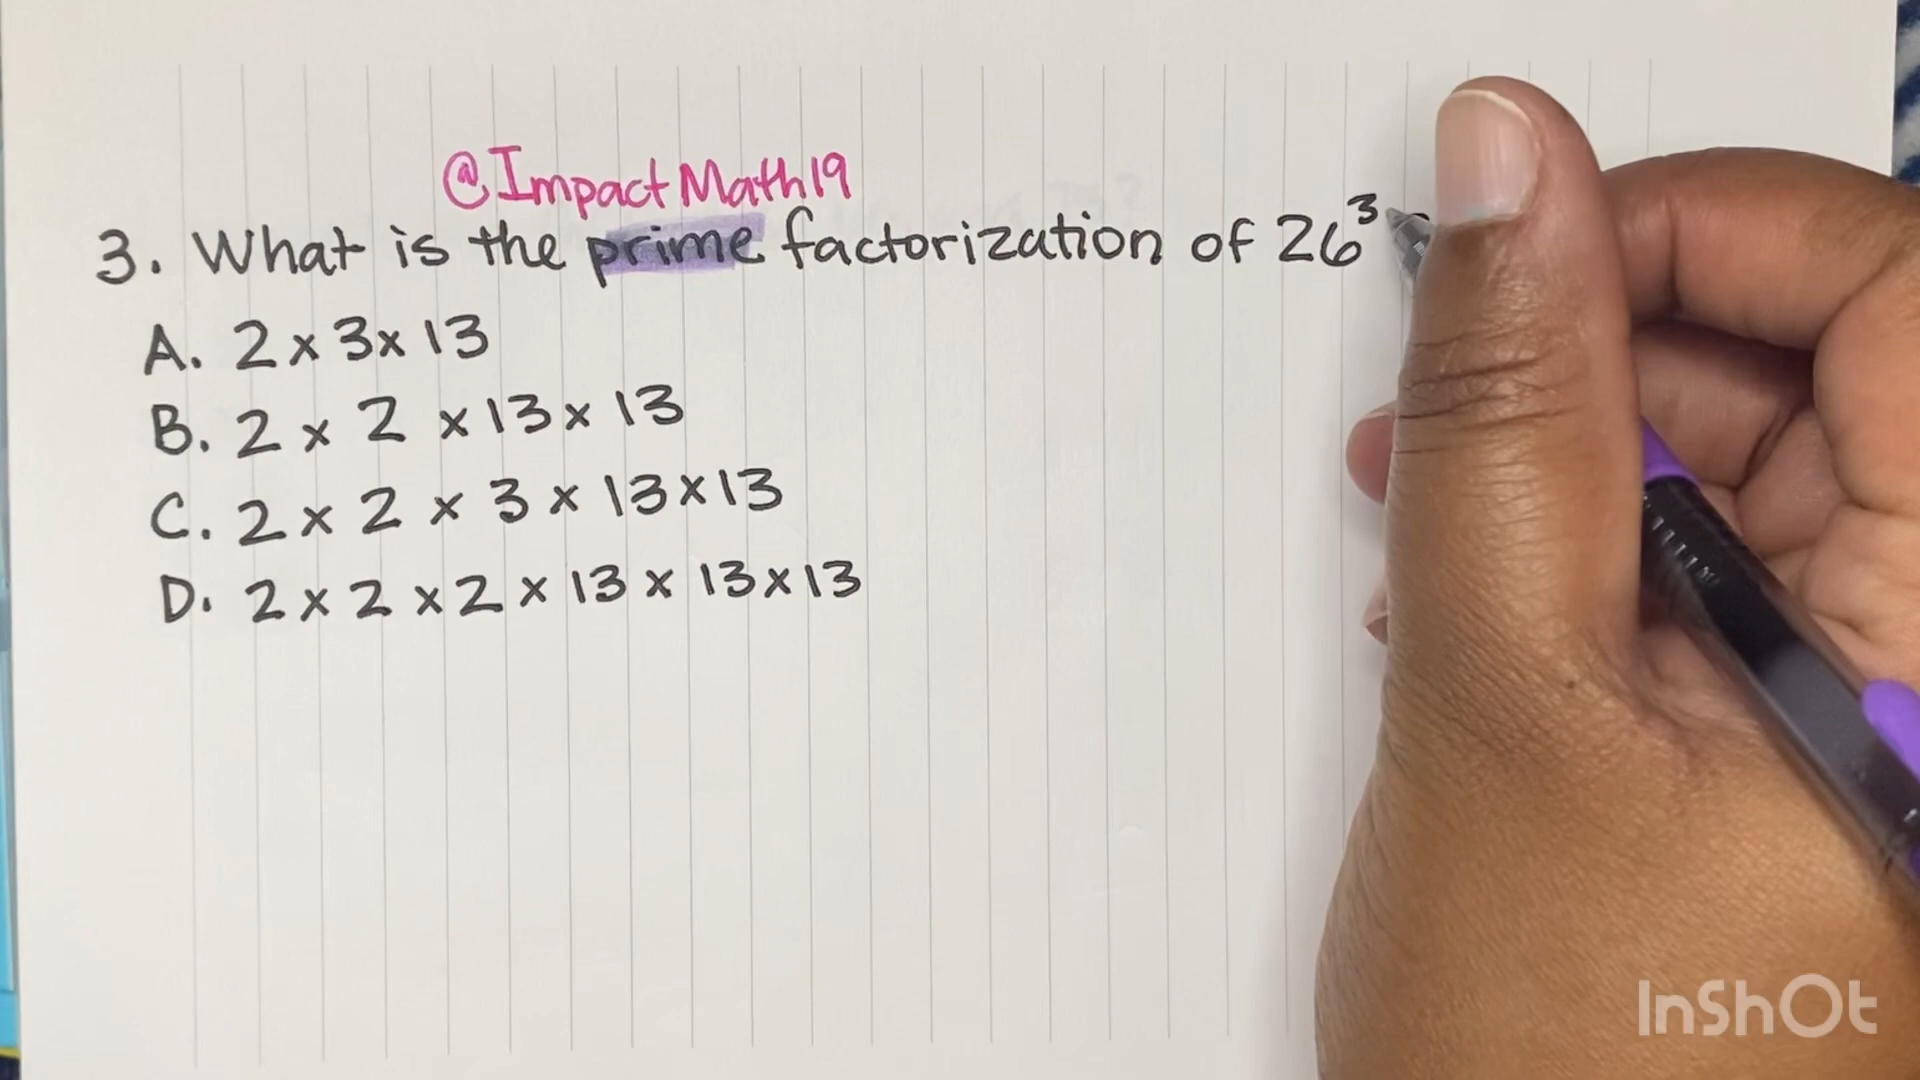 @ImpactMath19
3. What is the prime factorization of 26³
A. 2 x 3 x 13
B. 2 x 2 x 13 x 13
C. 2 x 2 x 3 x 13 x 13
D. 2 x 2 x 2 x 13 x 13 x 13
InShOt